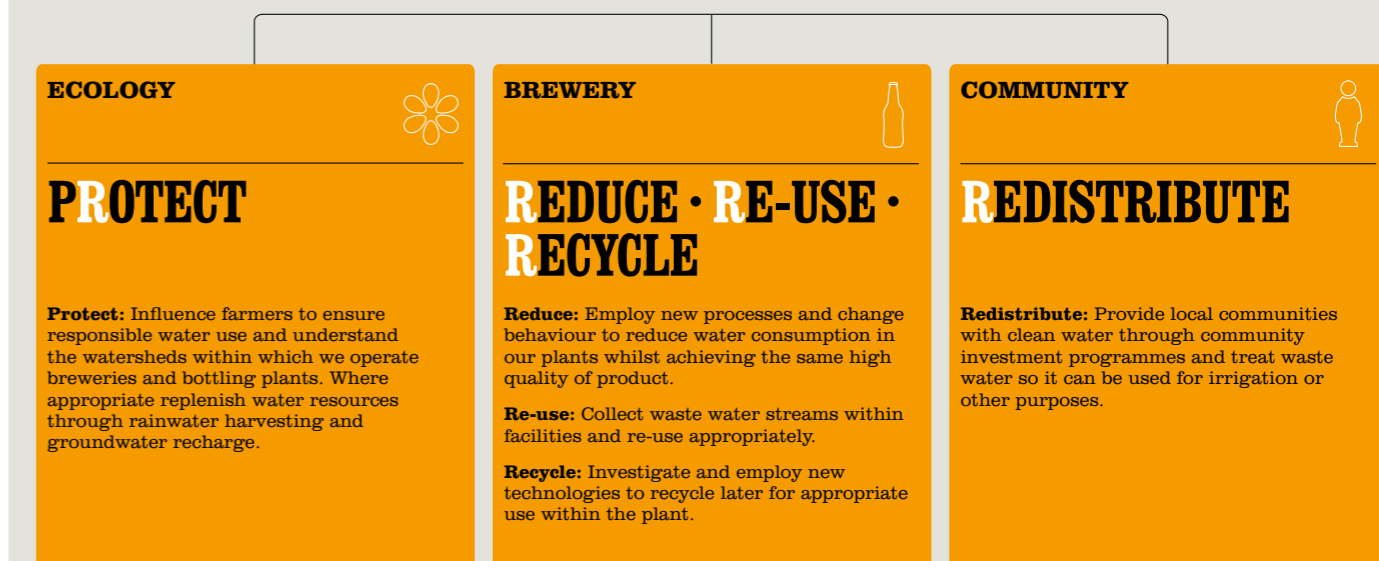 ECOLOGY
PROTECT
Protect: Influence farmers to ensure
responsible water use and understand
the watersheds within which we operate
breweries and bottling plants. Where
appropriate replenish water resources
through rainwater harvesting and
groundwater recharge.
BREWERY
REDUCE · RE-USE ·
RECYCLE
Reduce: Employ new processes and change
behaviour to reduce water consumption in
our plants whilst achieving the same high
quality of product.
Re-use: Collect waste water streams within
facilities and re-use appropriately.
Recycle: Investigate and employ new
technologies to recycle later for appropriate
use within the plant.
COMMUNITY
REDISTRIBUTE
Redistribute: Provide local communities
with clean water through community
investment programmes and treat waste
water so it can be used for irrigation or
other purposes.